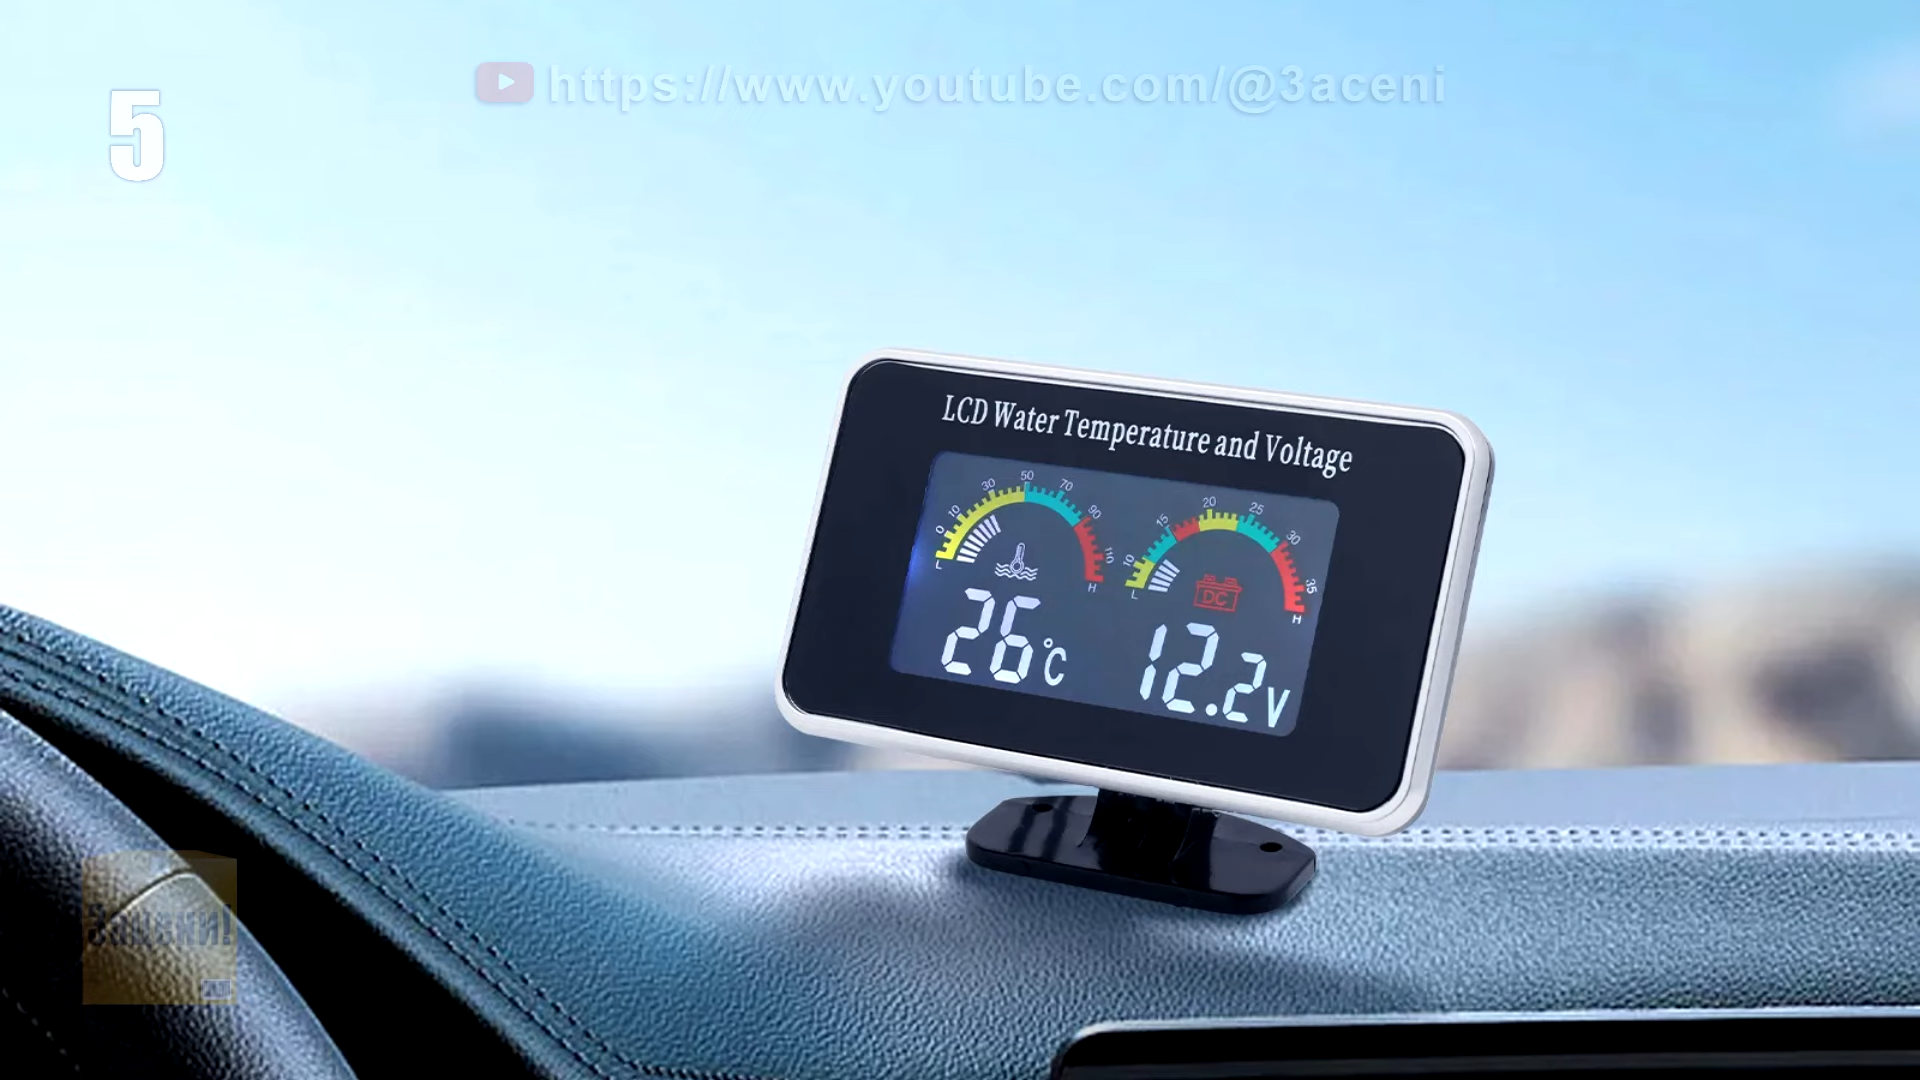 https://www.youtube.com/@3aceni
5
LCD Water Temperature and Voltage
0 10 30 50 70 90 110
L H
10 15 20 25 30 35
L H
DC
26°C
12.2V
Зацени!